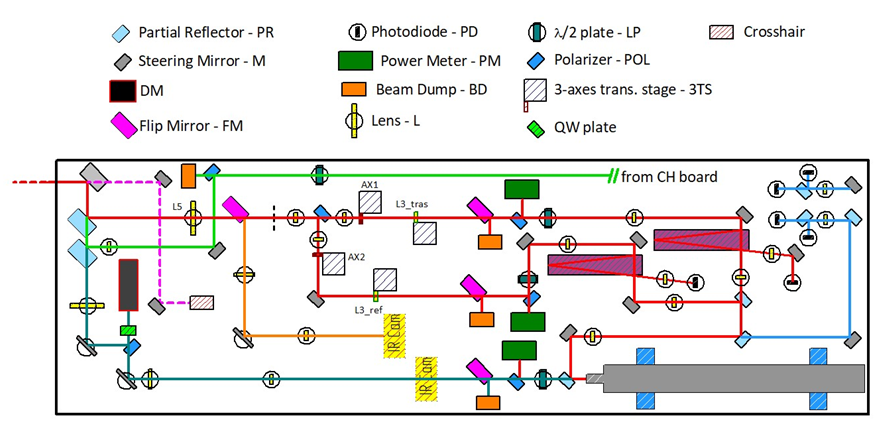 Partial Reflector - PR
Photodiode - PD
λ/2 plate - LP
Crosshair
Steering Mirror - M
Power Meter - PM
Polarizer - POL
DM
Beam Dump - BD
3-axes trans. stage - 3TS
Flip Mirror - FM
Lens - L
QW plate
from CH board
AX1
L5
L3_tras
AX2
L3_ref
IR Cam
IR Cam